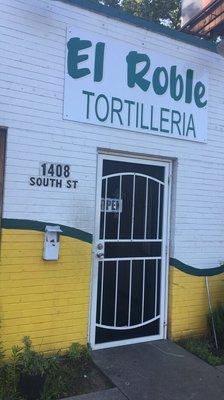 El Roble
TORTILLERIA
1408
SOUTH ST
OPEN